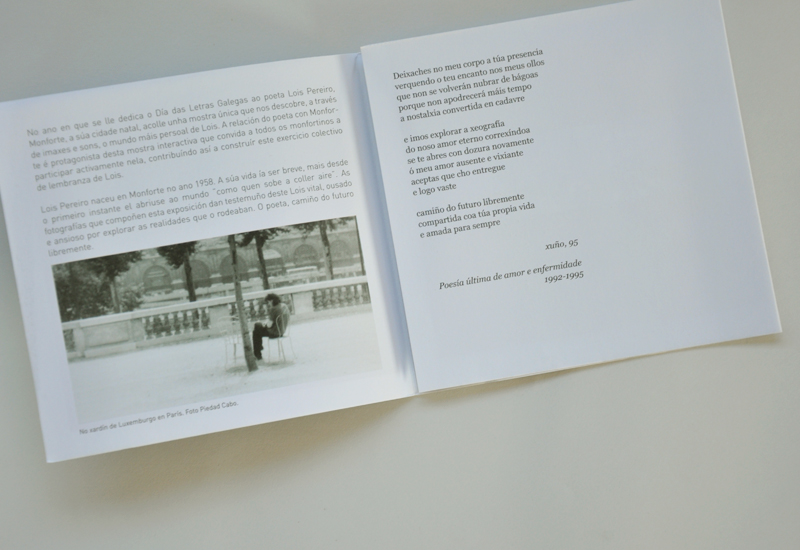 No ano en que se lle dedica o Día das Letras Galegas ao poeta Lois Pereiro,
Monforte, a súa cidade natal, acolle unha mostra única que nos descobre, a través
de imaxes e sons, o mundo máis persoal de Lois. A relación do poeta con Monfor-
te é protagonista desta mostra interactiva que convida a todos os monfortinos a
participar activamente nela, contribuíndo así a construír este exercicio colectivo
de lembranza de Lois.
Lois Pereiro naceu en Monforte no ano 1958. A súa vida ía ser breve, mais desde
o primeiro instante el abriuse ao mundo "como quen sobe a coller aire". As
fotografías que compoñen esta exposición dan testemuño deste Lois vital, ousado
e ansioso por explorar as realidades que o rodeaban. O poeta, camiño do futuro
libremente.
No xardín de Luxemburgo en París. Foto Piedad Cabo.
Deixaches no meu corpo a túa presencia
verquendo o teu encanto nos meus ollos
que non se volverán nubrar de bágoas
porque non apodrecerá máis tempo
a nostalxia convertida en cadavre
e imos explorar a xeografía
do noso amor eterno correxíndoa
se te abres con dozura novamente
ó meu amor ausente e vixiante
aceptas que cho entregue
e logo vaste
camiño do futuro libremente
compartida coa túa propia vida
e amada para sempre
xuño, 95
Poesía última de amor e enfermidade
1992-1995